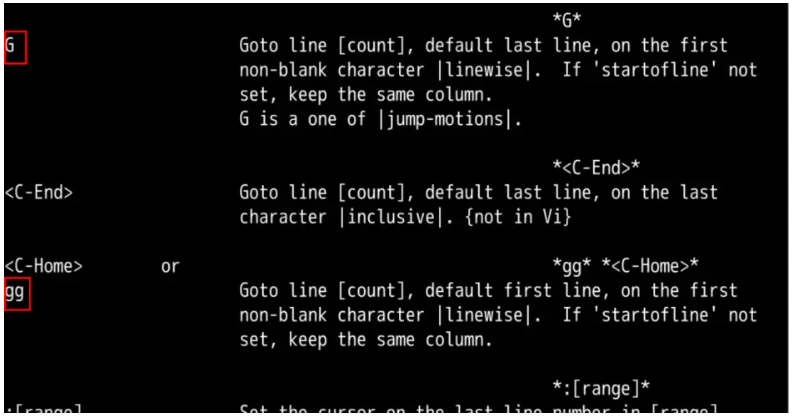 *G*
G Goto line [count], default last line, on the first
non-blank character |linewise|. If 'startofline' not
set, keep the same column.
G is a one of |jump-motions|.
*<C-End>*
<C-End> Goto line [count], default last line, on the last
character |inclusive|. {not in Vi}
<C-Home> or *gg* *<C-Home>*
gg Goto line [count], default first line, on the first
non-blank character |linewise|. If 'startofline' not
set, keep the same column.
*:[range]*
:[range] Set the cursor on the last line number in [range].